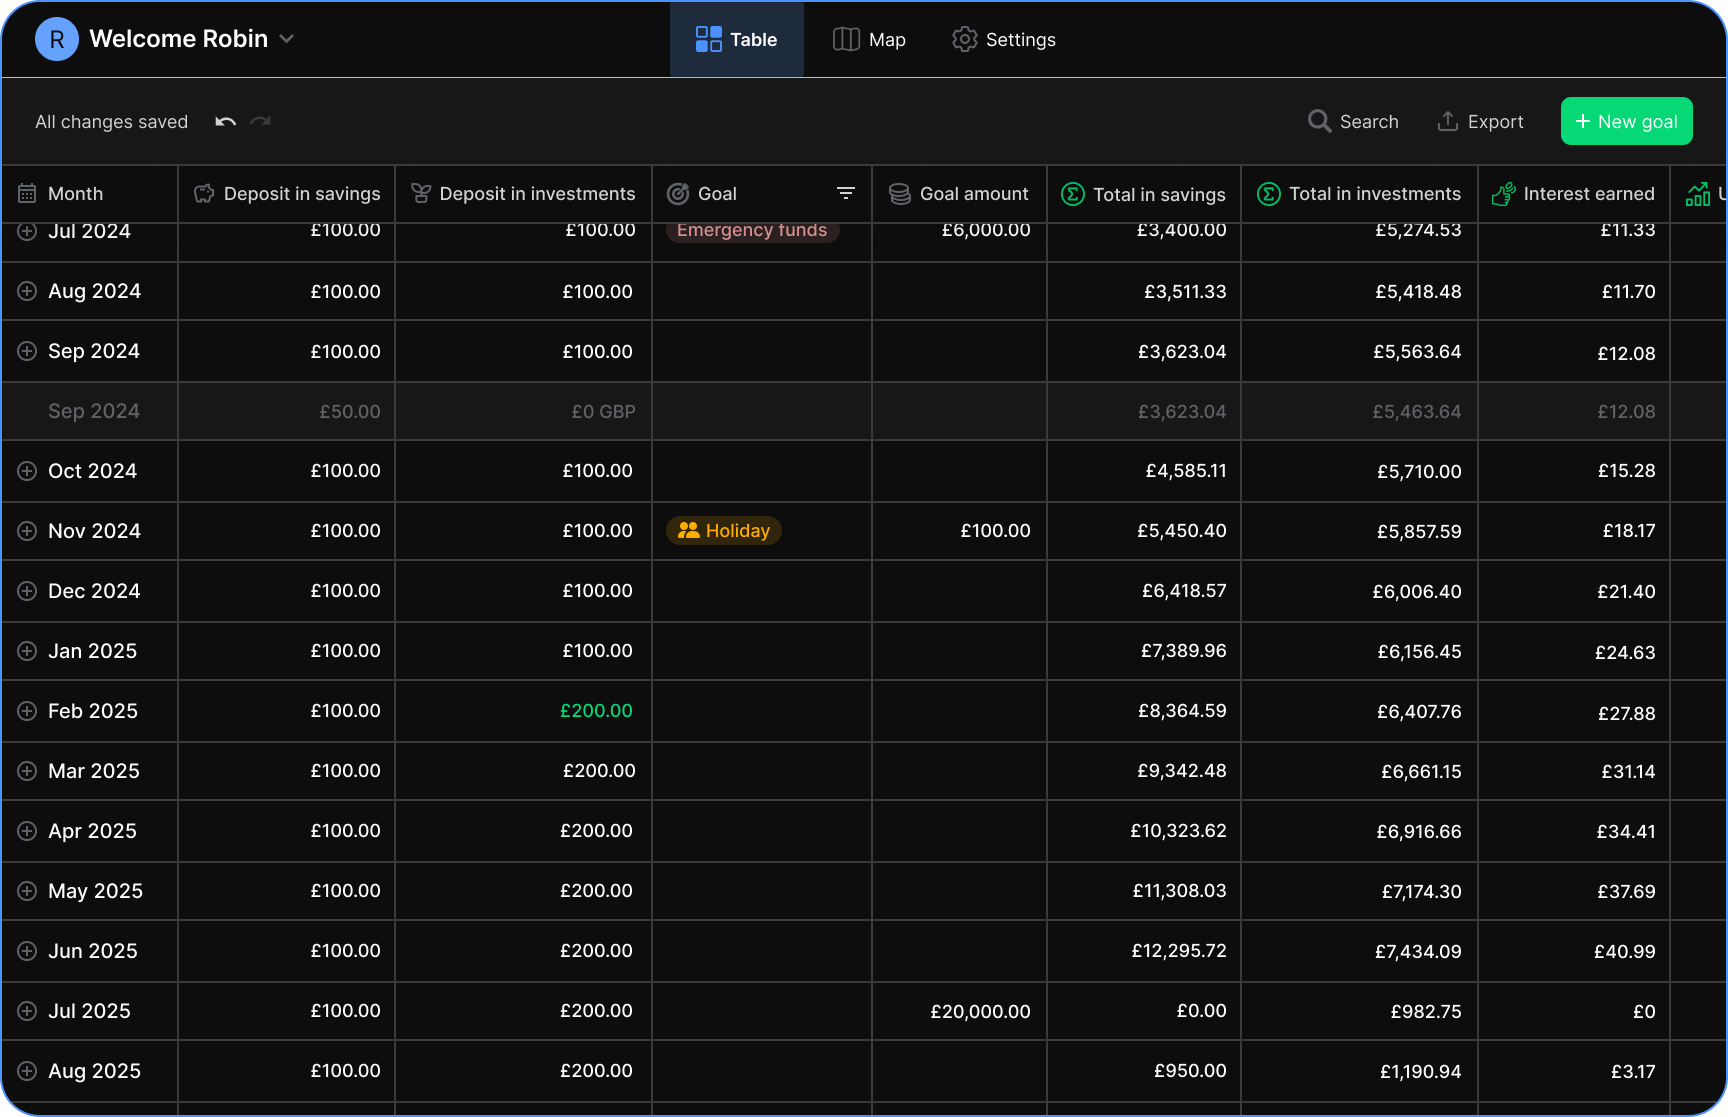 R Welcome Robin Table Map Settings
All changes saved Search Export + New goal
Month Deposit in savings Deposit in investments Goal Goal amount Total in savings Total in investments Interest earned
Jul 2024 £100.00 £100.00 Emergency funds £6,000.00 £3,400.00 £5,274.53 £11.33
Aug 2024 £100.00 £100.00 £3,511.33 £5,418.48 £11.70
Sep 2024 £100.00 £100.00 £3,623.04 £5,563.64 £12.08
Sep 2024 £50.00 £0 GBP £3,623.04 £5,463.64 £12.08
Oct 2024 £100.00 £100.00 £4,585.11 £5,710.00 £15.28
Nov 2024 £100.00 £100.00 Holiday £100.00 £5,450.40 £5,857.59 £18.17
Dec 2024 £100.00 £100.00 £6,418.57 £6,006.40 £21.40
Jan 2025 £100.00 £100.00 £7,389.96 £6,156.45 £24.63
Feb 2025 £100.00 £200.00 £8,364.59 £6,407.76 £27.88
Mar 2025 £100.00 £200.00 £9,342.48 £6,661.15 £31.14
Apr 2025 £100.00 £200.00 £10,323.62 £6,916.66 £34.41
May 2025 £100.00 £200.00 £11,308.03 £7,174.30 £37.69
Jun 2025 £100.00 £200.00 £12,295.72 £7,434.09 £40.99
Jul 2025 £100.00 £200.00 £20,000.00 £0.00 £982.75 £0
Aug 2025 £100.00 £200.00 £950.00 £1,190.94 £3.17